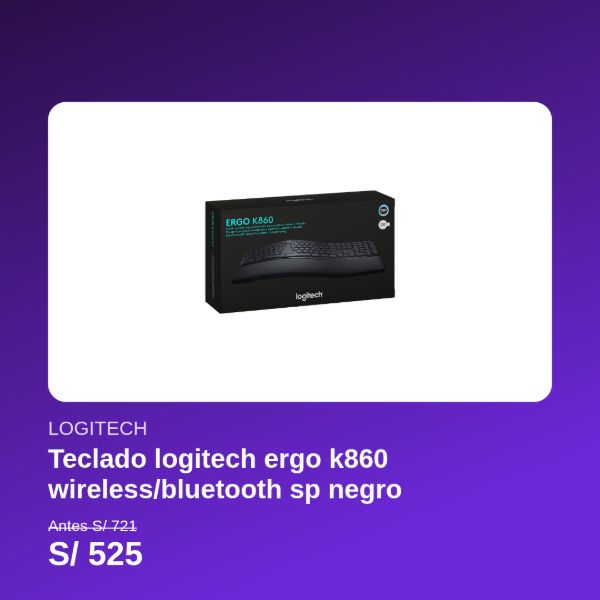 ERGO K860
logitech
LOGITECH
Teclado logitech ergo k860
wireless/bluetooth sp negro
Antes S/ 721
S/ 525